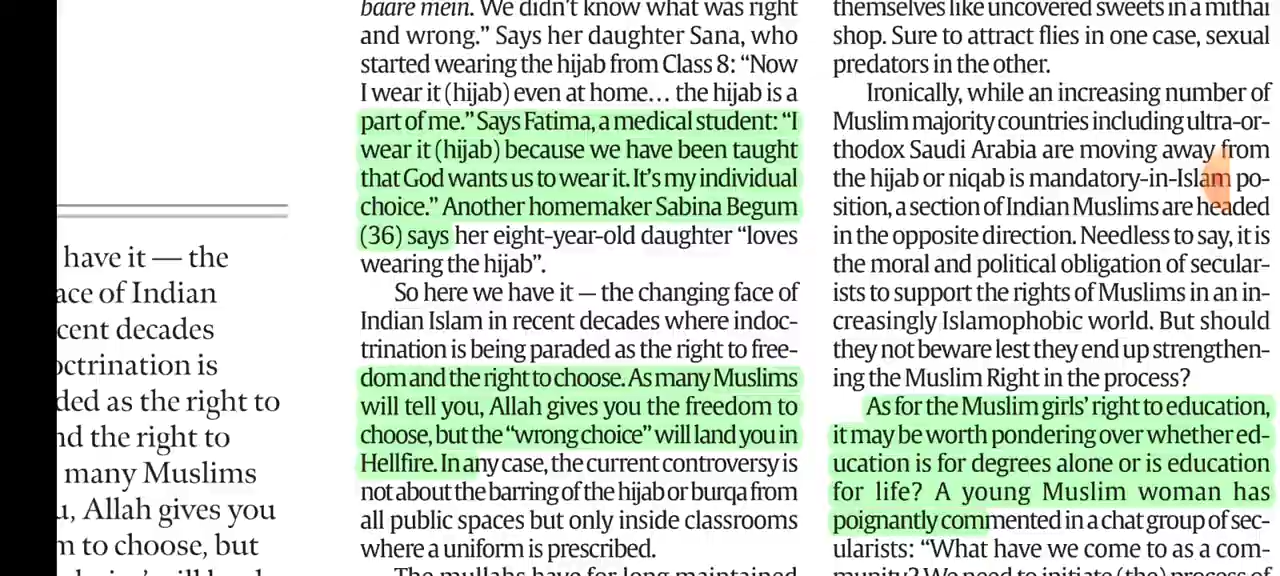 have it — the
ace of Indian
cent decades
octrination is
ded as the right to
nd the right to
many Muslims
u, Allah gives you
m to choose, but
baare mein. We didn't know what was right
and wrong." Says her daughter Sana, who
started wearing the hijab from Class 8: "Now
I wear it (hijab) even at home... the hijab is a
part of me." Says Fatima, a medical student: "I
wear it (hijab) because we have been taught
that God wants us to wear it. It's my individual
choice." Another homemaker Sabina Begum
(36) says her eight-year-old daughter "loves
wearing the hijab".
So here we have it — the changing face of
Indian Islam in recent decades where indoc-
trination is being paraded as the right to free-
dom and the right to choose. As many Muslims
will tell you, Allah gives you the freedom to
choose, but the "wrong choice" will land you in
Hellfire. In any case, the current controversy is
not about the barring of the hijab or burqa from
all public spaces but only inside classrooms
where a uniform is prescribed.
The mullahs have for long maintained
themselves like uncovered sweets in a mithai
shop. Sure to attract flies in one case, sexual
predators in the other.
Ironically, while an increasing number of
Muslim majority countries including ultra-or-
thodox Saudi Arabia are moving away from
the hijab or niqab is mandatory-in-Islam po-
sition, a section of Indian Muslims are headed
in the opposite direction. Needless to say, it is
the moral and political obligation of secular-
ists to support the rights of Muslims in an in-
creasingly Islamophobic world. But should
they not beware lest they end up strengthen-
ing the Muslim Right in the process?
As for the Muslim girls' right to education,
it may be worth pondering over whether ed-
ucation is for degrees alone or is education
for life? A young Muslim woman has
poignantly commented in a chat group of sec-
ularists: "What have we come to as a com-
munity? We need to initiate (the) process of